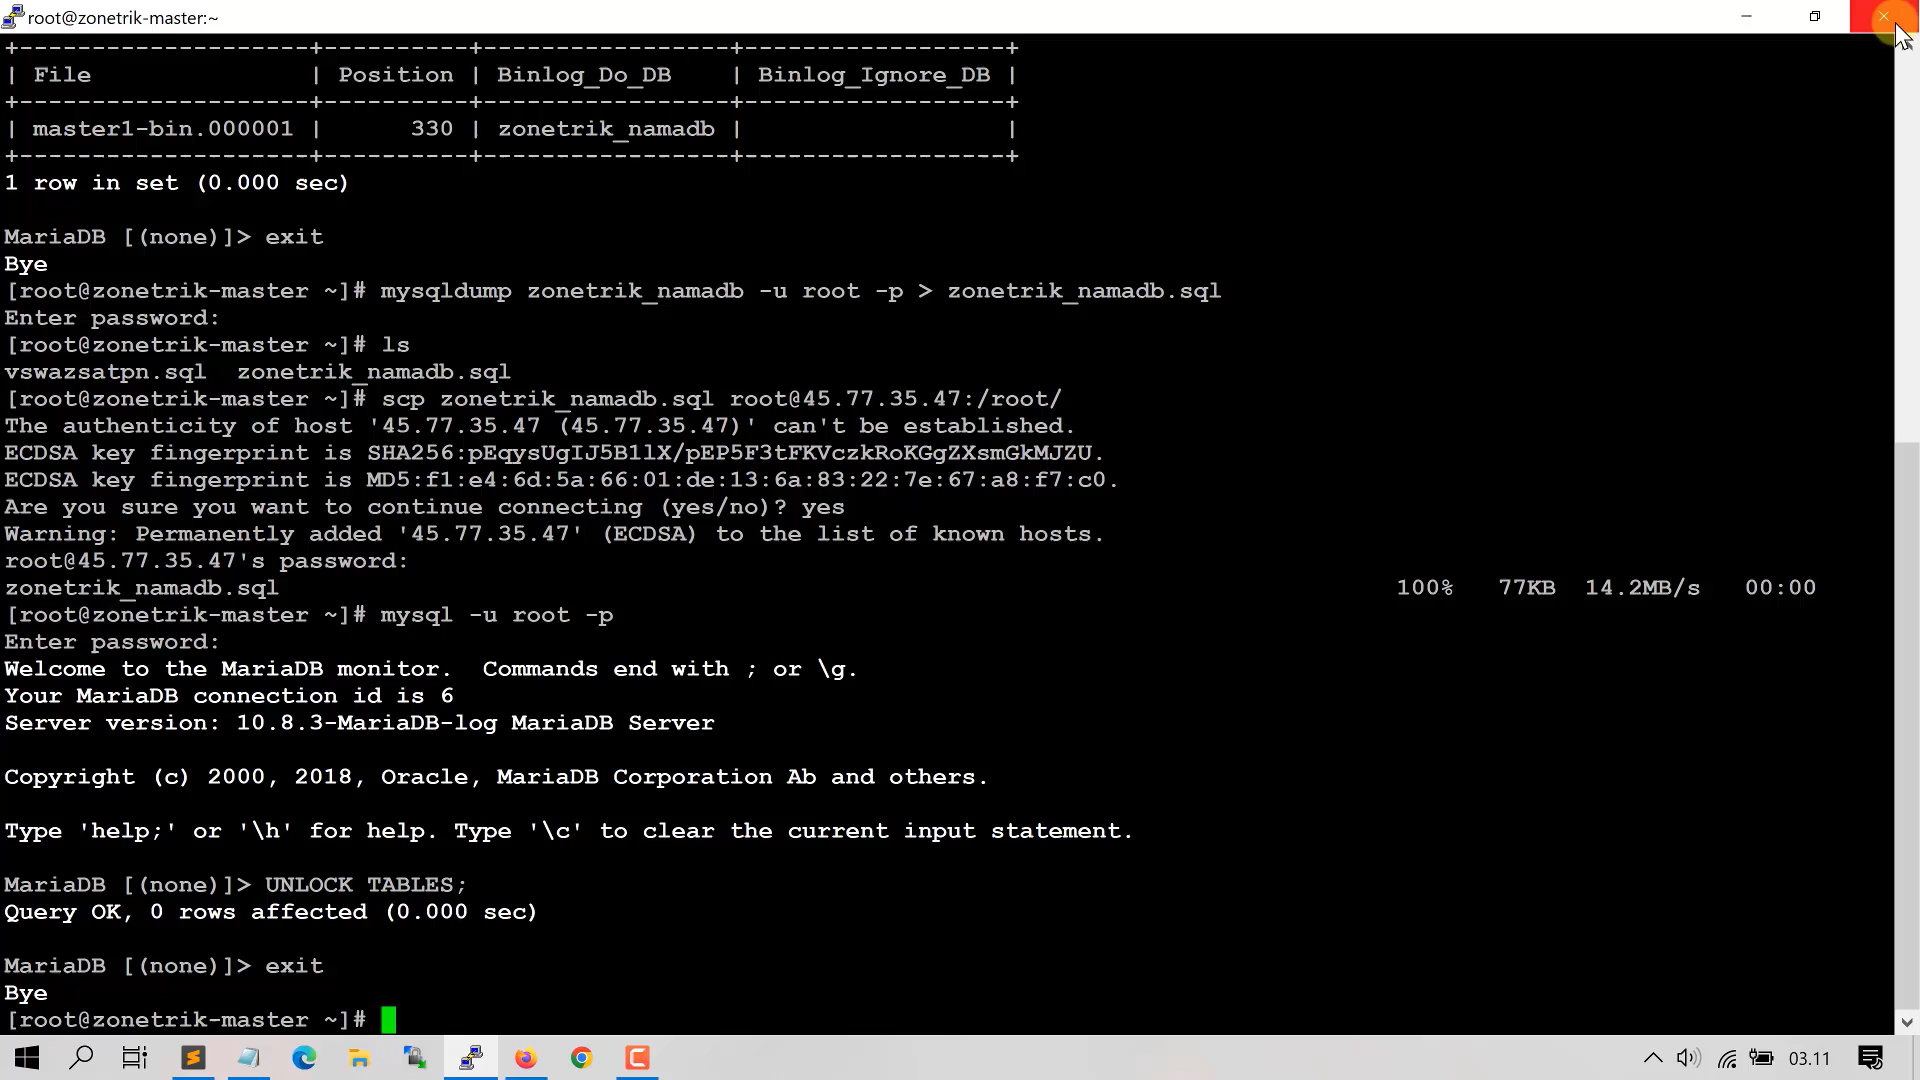 root@zonetrik-master:~
+--------------------+----------+-----------------+------------------+
| File               | Position | Binlog_Do_DB    | Binlog_Ignore_DB |
+--------------------+----------+-----------------+------------------+
| master1-bin.000001 |      330 | zonetrik_namadb |                  |
+--------------------+----------+-----------------+------------------+
1 row in set (0.000 sec)
MariaDB [(none)]> exit
Bye
[root@zonetrik-master ~]# mysqldump zonetrik_namadb -u root -p > zonetrik_namadb.sql
Enter password:
[root@zonetrik-master ~]# ls
vswazsatpn.sql  zonetrik_namadb.sql
[root@zonetrik-master ~]# scp zonetrik_namadb.sql root@45.77.35.47:/root/
The authenticity of host '45.77.35.47 (45.77.35.47)' can't be established.
ECDSA key fingerprint is SHA256:pEqysUgIJ5B1lX/pEP5F3tFKVczkRoKGgZXsmGkMJZU.
ECDSA key fingerprint is MD5:f1:e4:6d:5a:66:01:de:13:6a:83:22:7e:67:a8:f7:c0.
Are you sure you want to continue connecting (yes/no)? yes
Warning: Permanently added '45.77.35.47' (ECDSA) to the list of known hosts.
root@45.77.35.47's password:
zonetrik_namadb.sql 100% 77KB 14.2MB/s 00:00
[root@zonetrik-master ~]# mysql -u root -p
Enter password:
Welcome to the MariaDB monitor.  Commands end with ; or \g.
Your MariaDB connection id is 6
Server version: 10.8.3-MariaDB-log MariaDB Server
Copyright (c) 2000, 2018, Oracle, MariaDB Corporation Ab and others.
Type 'help;' or '\h' for help. Type '\c' to clear the current input statement.
MariaDB [(none)]> UNLOCK TABLES;
Query OK, 0 rows affected (0.000 sec)
MariaDB [(none)]> exit
Bye
[root@zonetrik-master ~]#
03.11